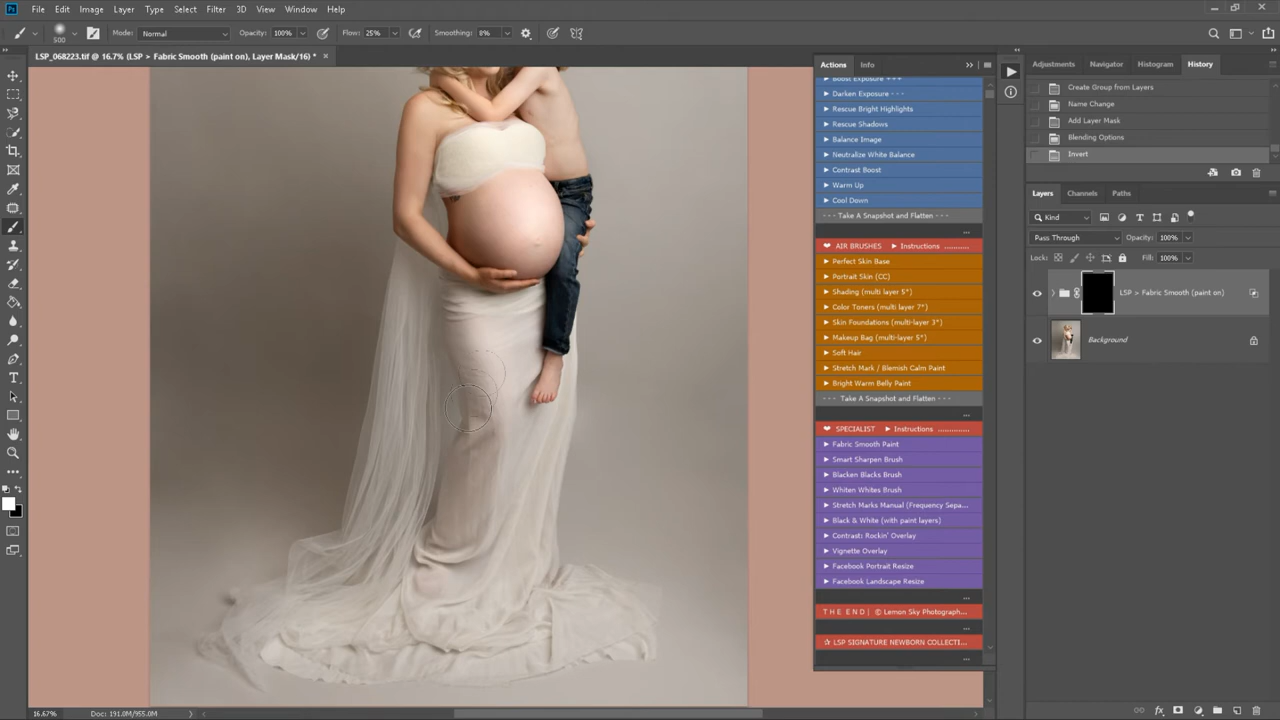 Ps File Edit Image Layer Type Select Filter 3D View Window Help
500 Mode: Normal Opacity: 100% Flow: 25% Smoothing: 8%
LSP_068223.tif @ 16.7% (LSP > Fabric Smooth (paint on), Layer Mask/16) *
Actions Info
Boost Exposure + + +
Darken Exposure - - -
Rescue Bright Highlights
Rescue Shadows
Balance Image
Neutralize White Balance
Contrast Boost
Warm Up
Cool Down
- - - Take A Snapshot and Flatten - - -
...
❤ AIR BRUSHES ► Instructions ...........
Perfect Skin Base
Portrait Skin (CC)
Shading (multi layer 5*)
Color Toners (multi layer 7*)
Skin Foundations (multi-layer 3*)
Makeup Bag (multi-layer 5*)
Soft Hair
Stretch Mark / Blemish Calm Paint
Bright Warm Belly Paint
- - - Take A Snapshot and Flatten - - -
...
❤ SPECIALIST ► Instructions ...............
Fabric Smooth Paint
Smart Sharpen Brush
Blacken Blacks Brush
Whiten Whites Brush
Stretch Marks Manual (Frequency Sepa...
Black & White (with paint layers)
Contrast: Rockin' Overlay
Vignette Overlay
Facebook Portrait Resize
Facebook Landscape Resize
...
T H E  E N D | © Lemon Sky Photograph...
...
✰ LSP SIGNATURE NEWBORN COLLECTI...
...
Adjustments Navigator Histogram History
Create Group from Layers
Name Change
Add Layer Mask
Blending Options
Invert
Layers Channels Paths
Kind
Pass Through Opacity: 100%
Lock: Fill: 100%
LSP > Fabric Smooth (paint on)
Background
16.67% Doc: 191.0M/955.0M